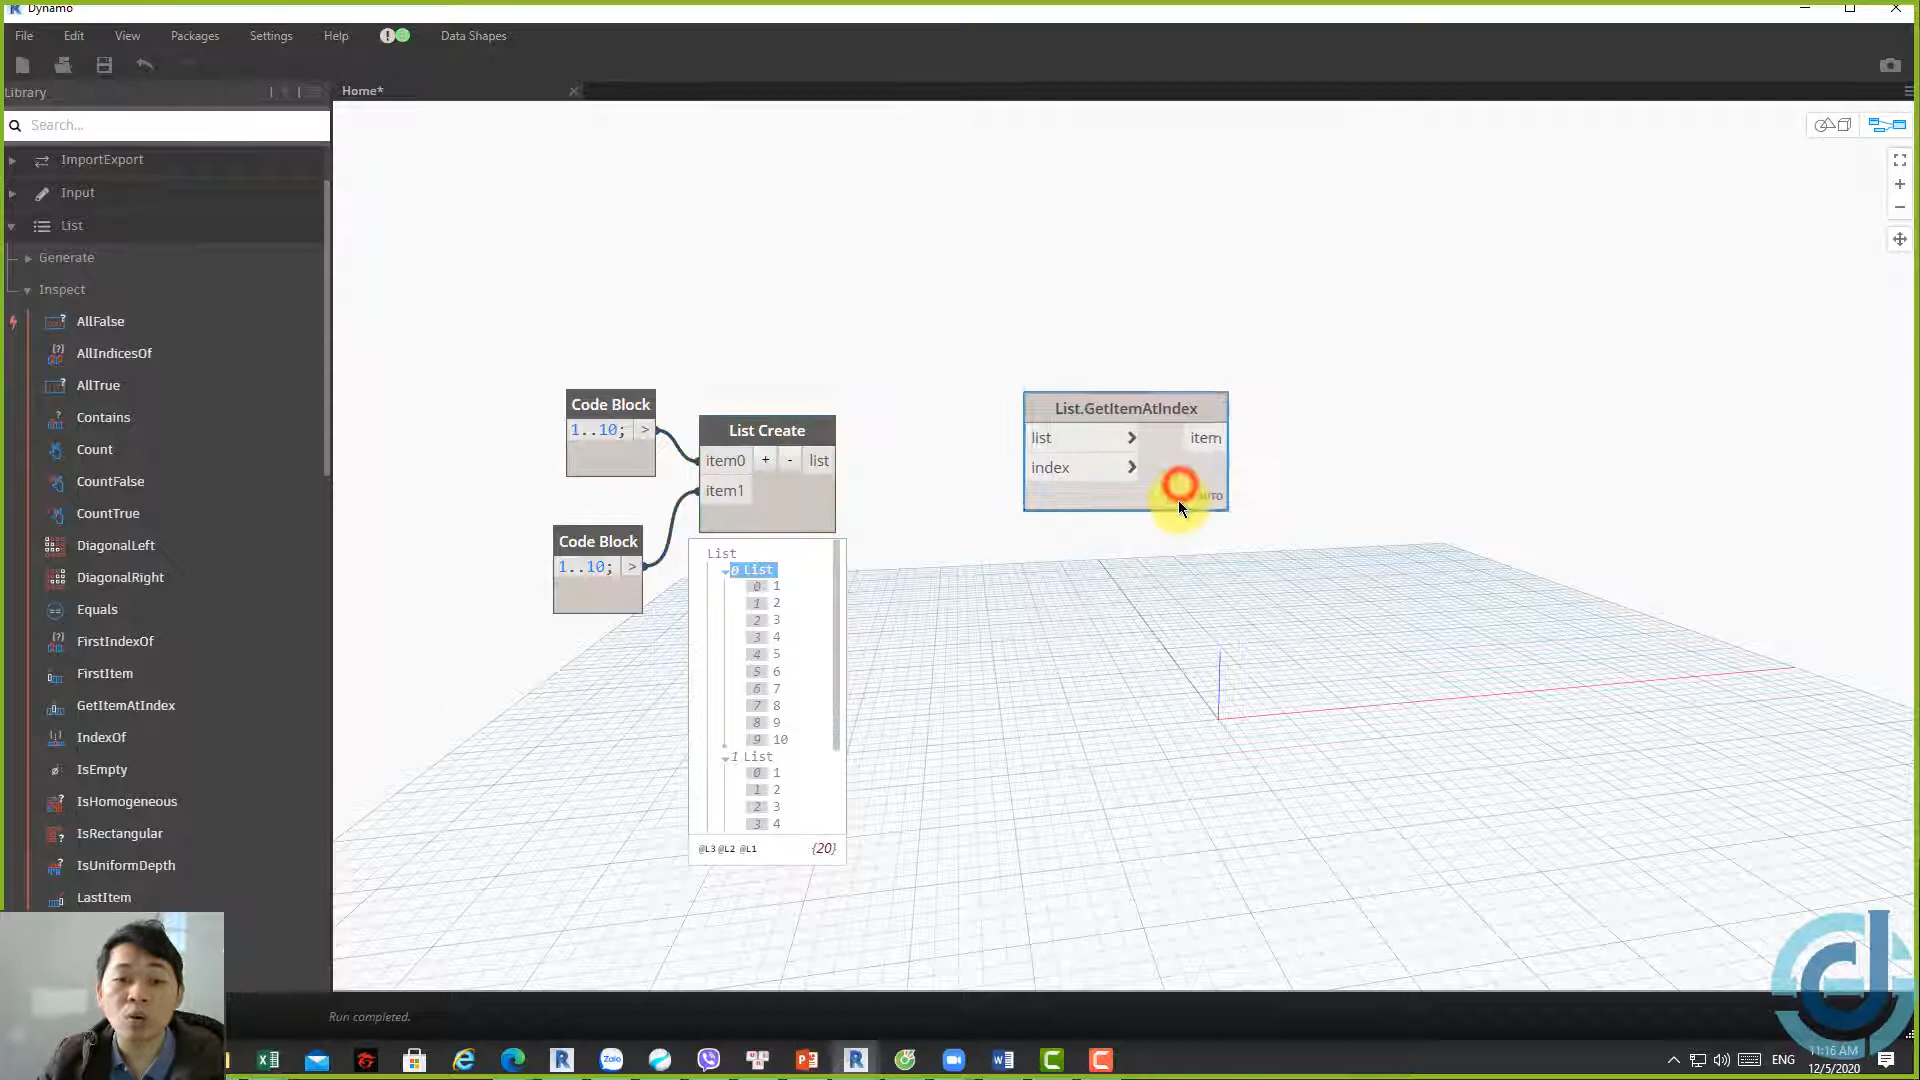 Dynamo
File Edit View Packages Settings Help Data Shapes
Library
Home*
Search...
ImportExport
Input
List
Generate
Inspect
AllFalse
AllIndicesOf
AllTrue
Contains
Count
CountFalse
CountTrue
DiagonalLeft
DiagonalRight
Equals
FirstIndexOf
FirstItem
GetItemAtIndex
IndexOf
IsEmpty
IsHomogeneous
IsRectangular
IsUniformDepth
LastItem
Code Block
1..10; >
Code Block
1..10; >
List Create
item0 + - list
item1
List
0 List
0 1
1 2
2 3
3 4
4 5
5 6
6 7
7 8
8 9
9 10
1 List
0 1
1 2
2 3
3 4
@L3 @L2 @L1 {20}
List.GetItemAtIndex
list > item
index >
AUTO
Run completed.
Zalo
ENG
11:16 AM
12/5/2020